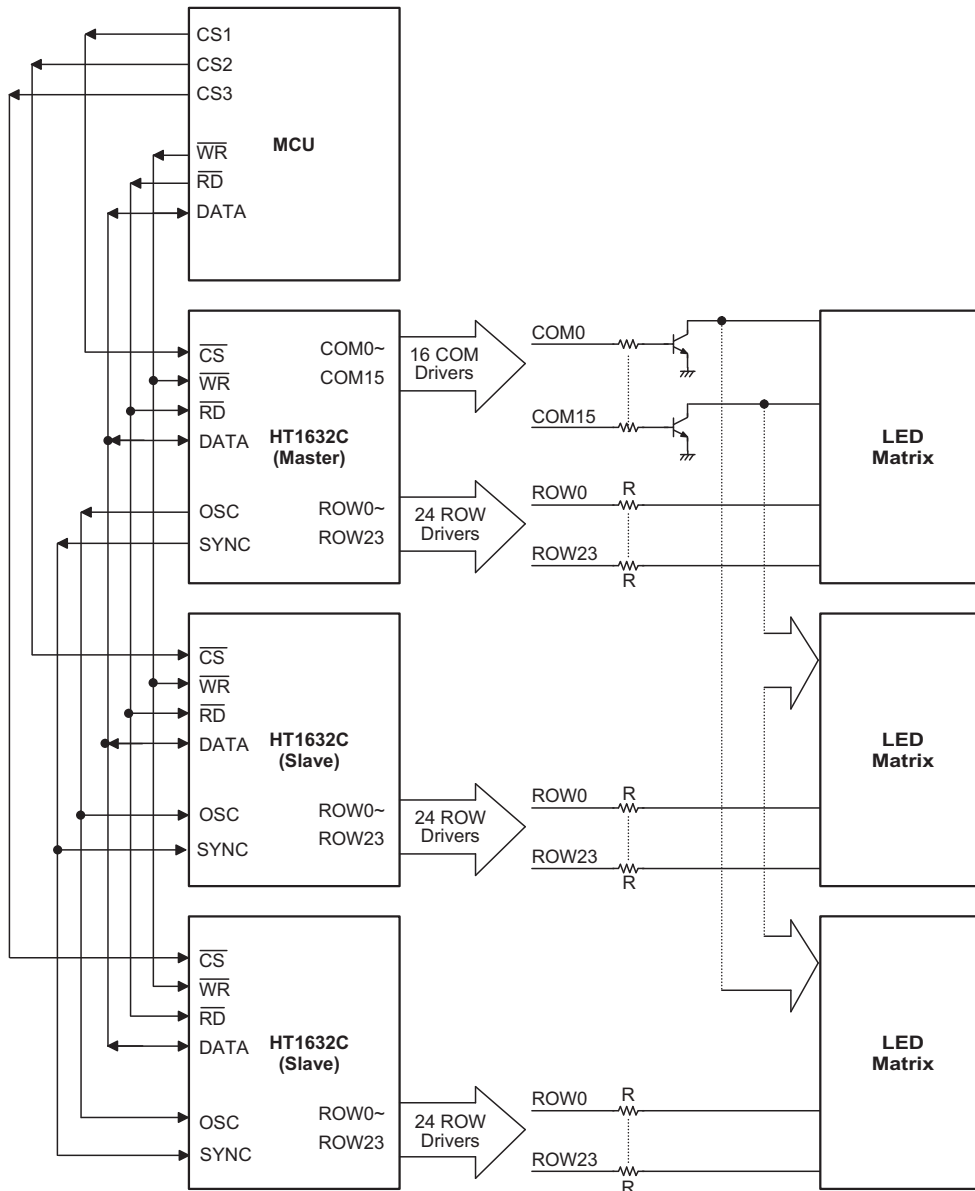 CS1
CS2
CS3
MCU
WR
RD
DATA
CS
WR
RD
DATA
OSC
SYNC
HT1632C
(Master)
COM0~
COM15
ROW0~
ROW23
16 COM
Drivers
24 ROW
Drivers
COM0
COM15
ROW0
R
ROW23
R
LED
Matrix
CS
WR
RD
DATA
OSC
SYNC
HT1632C
(Slave)
ROW0~
ROW23
24 ROW
Drivers
ROW0
R
ROW23
R
LED
Matrix
CS
WR
RD
DATA
OSC
SYNC
HT1632C
(Slave)
ROW0~
ROW23
24 ROW
Drivers
ROW0
R
ROW23
R
LED
Matrix